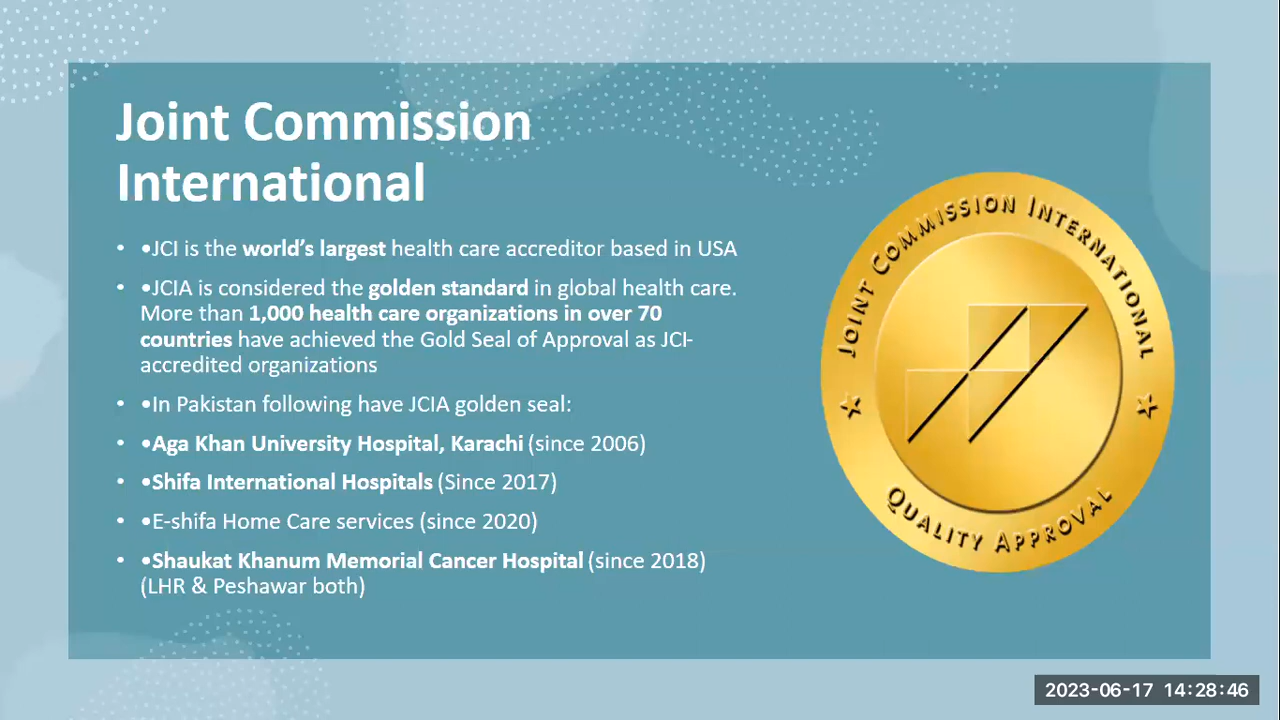 Joint Commission
International
• •JCI is the world's largest health care accreditor based in USA
• •JCIA is considered the golden standard in global health care.
More than 1,000 health care organizations in over 70
countries have achieved the Gold Seal of Approval as JCI-
accredited organizations
• •In Pakistan following have JCIA golden seal:
• •Aga Khan University Hospital, Karachi (since 2006)
• •Shifa International Hospitals (Since 2017)
• •E-shifa Home Care services (since 2020)
• •Shaukat Khanum Memorial Cancer Hospital (since 2018)
(LHR & Peshawar both)
JOINT COMMISSION INTERNATIONAL
QUALITY APPROVAL
2023-06-17 14:28:46